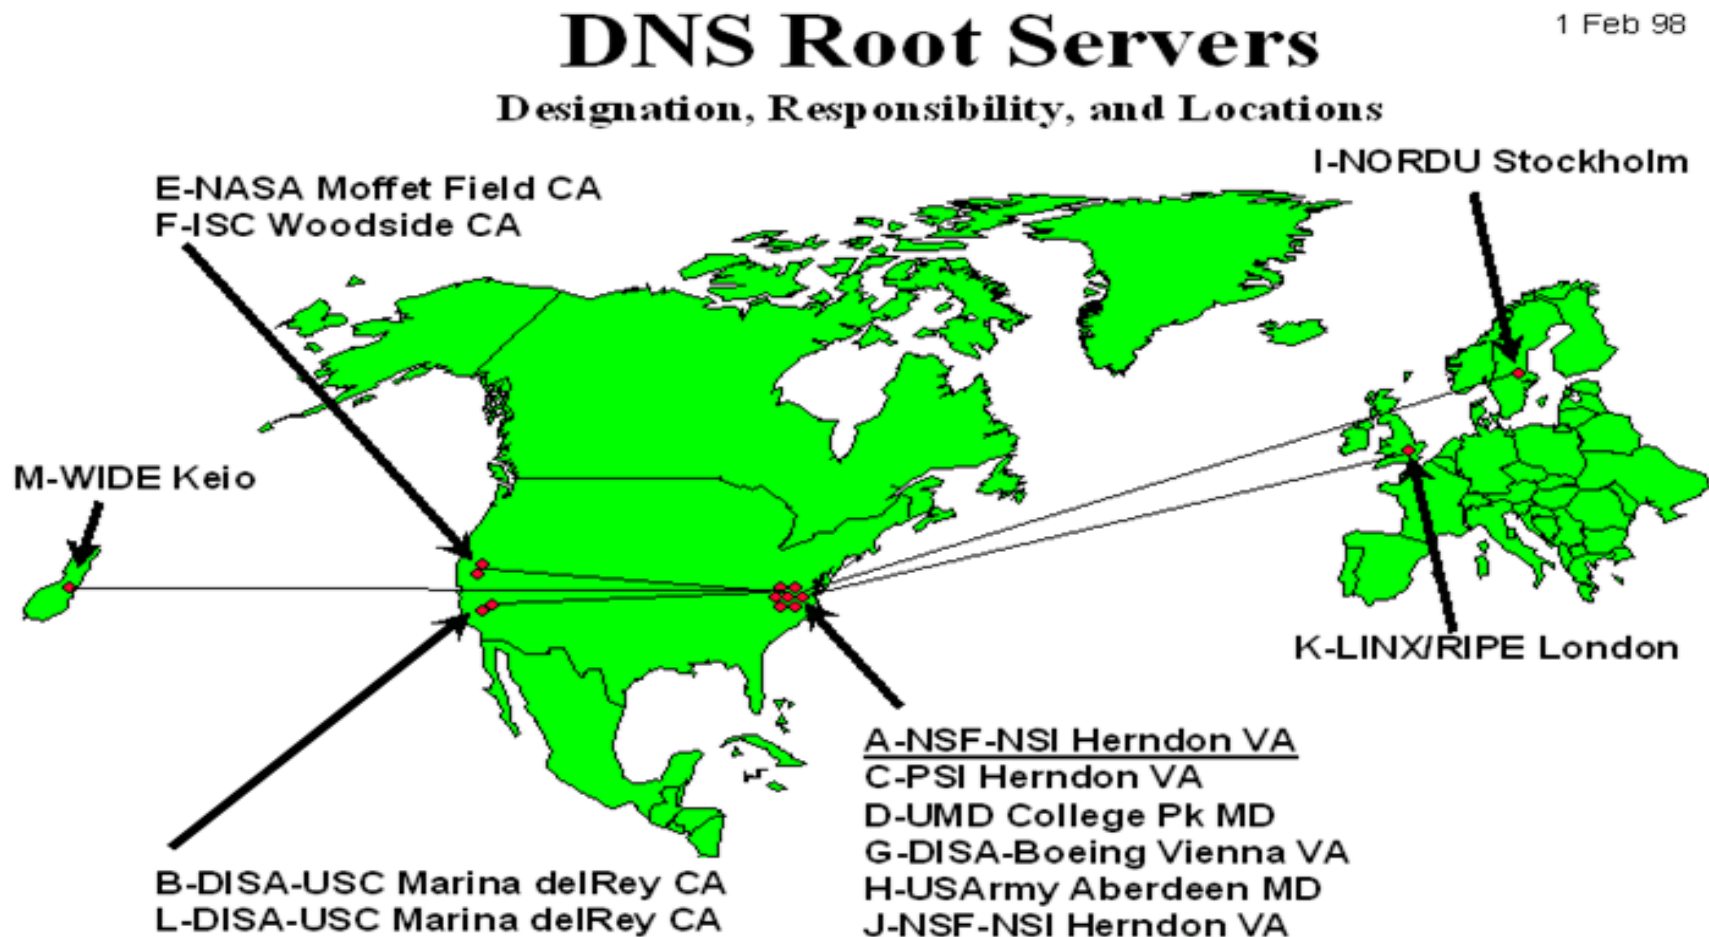 DNS Root Servers
1 Feb 98
Designation, Responsibility, and Locations
I-NORDU Stockholm
E-NASA Moffet Field CA
F-ISC Woodside CA
M-WIDE Keio
K-LINX/RIPE London
A-NSF-NSI Herndon VA
C-PSI Herndon VA
D-UMD College Pk MD
G-DISA-Boeing Vienna VA
H-USArmy Aberdeen MD
J-NSF-NSI Herndon VA
B-DISA-USC Marina delRey CA
L-DISA-USC Marina delRey CA